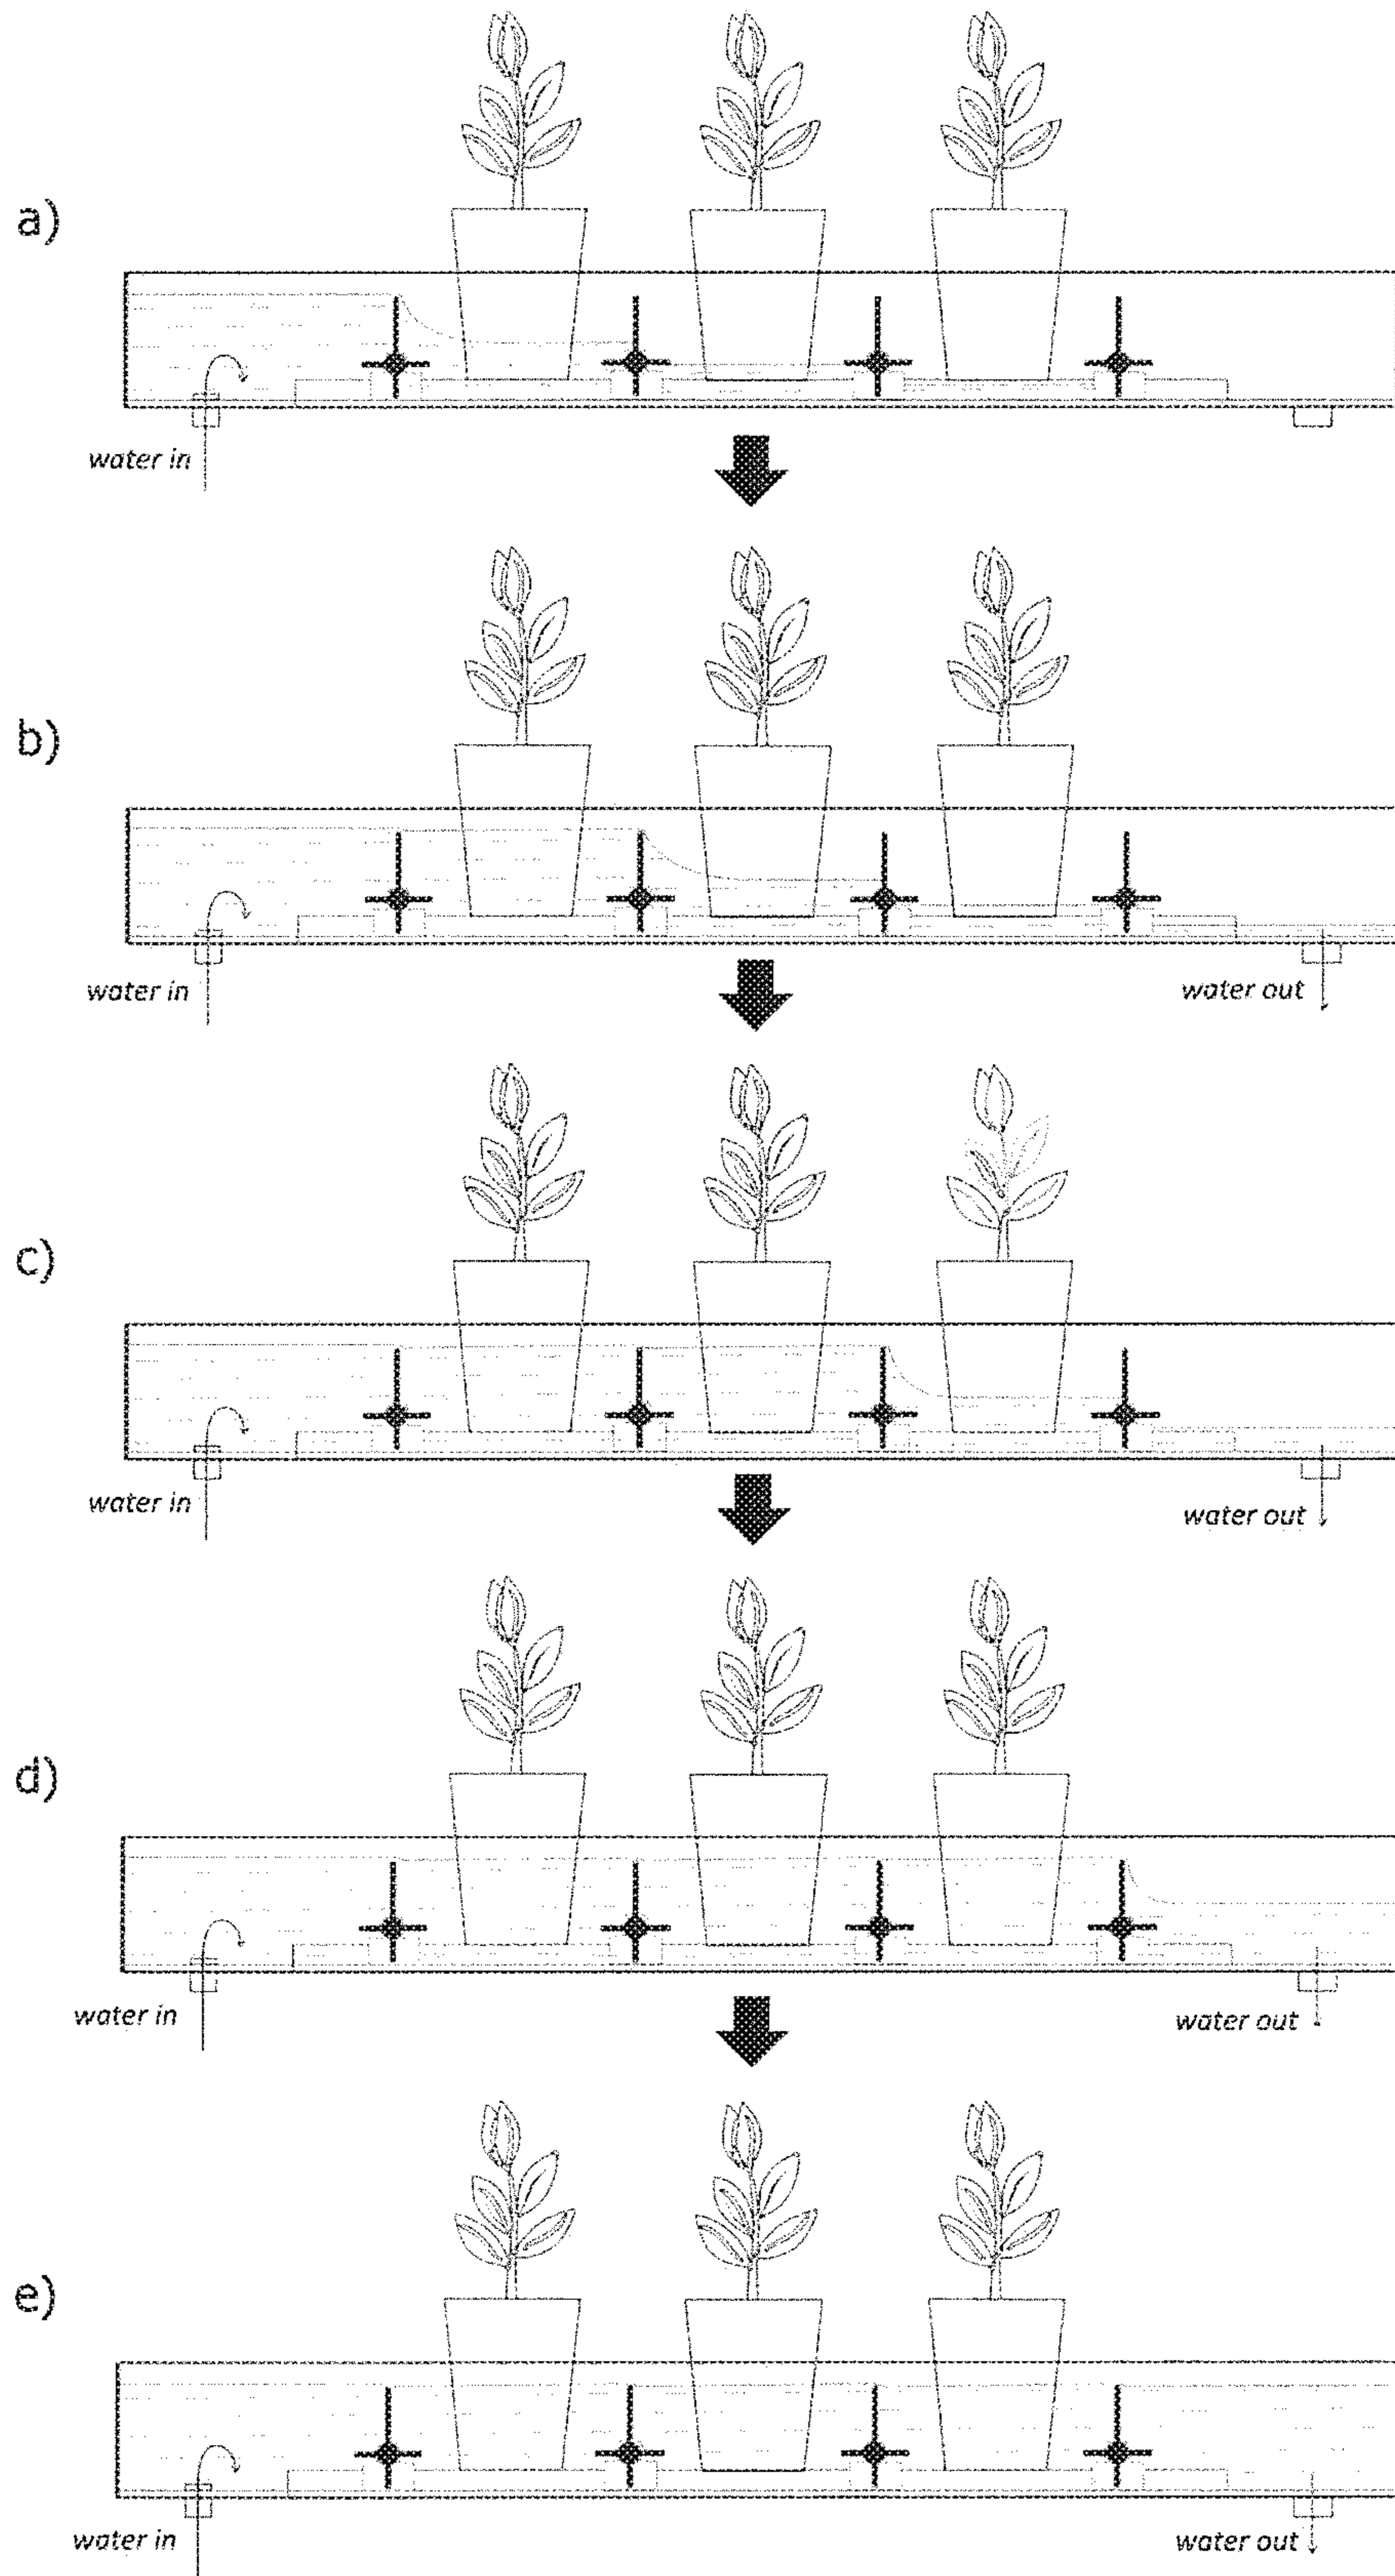 a)
water in
b)
water in
water out
c)
water in
water out
d)
water in
water out
e)
water in
water out